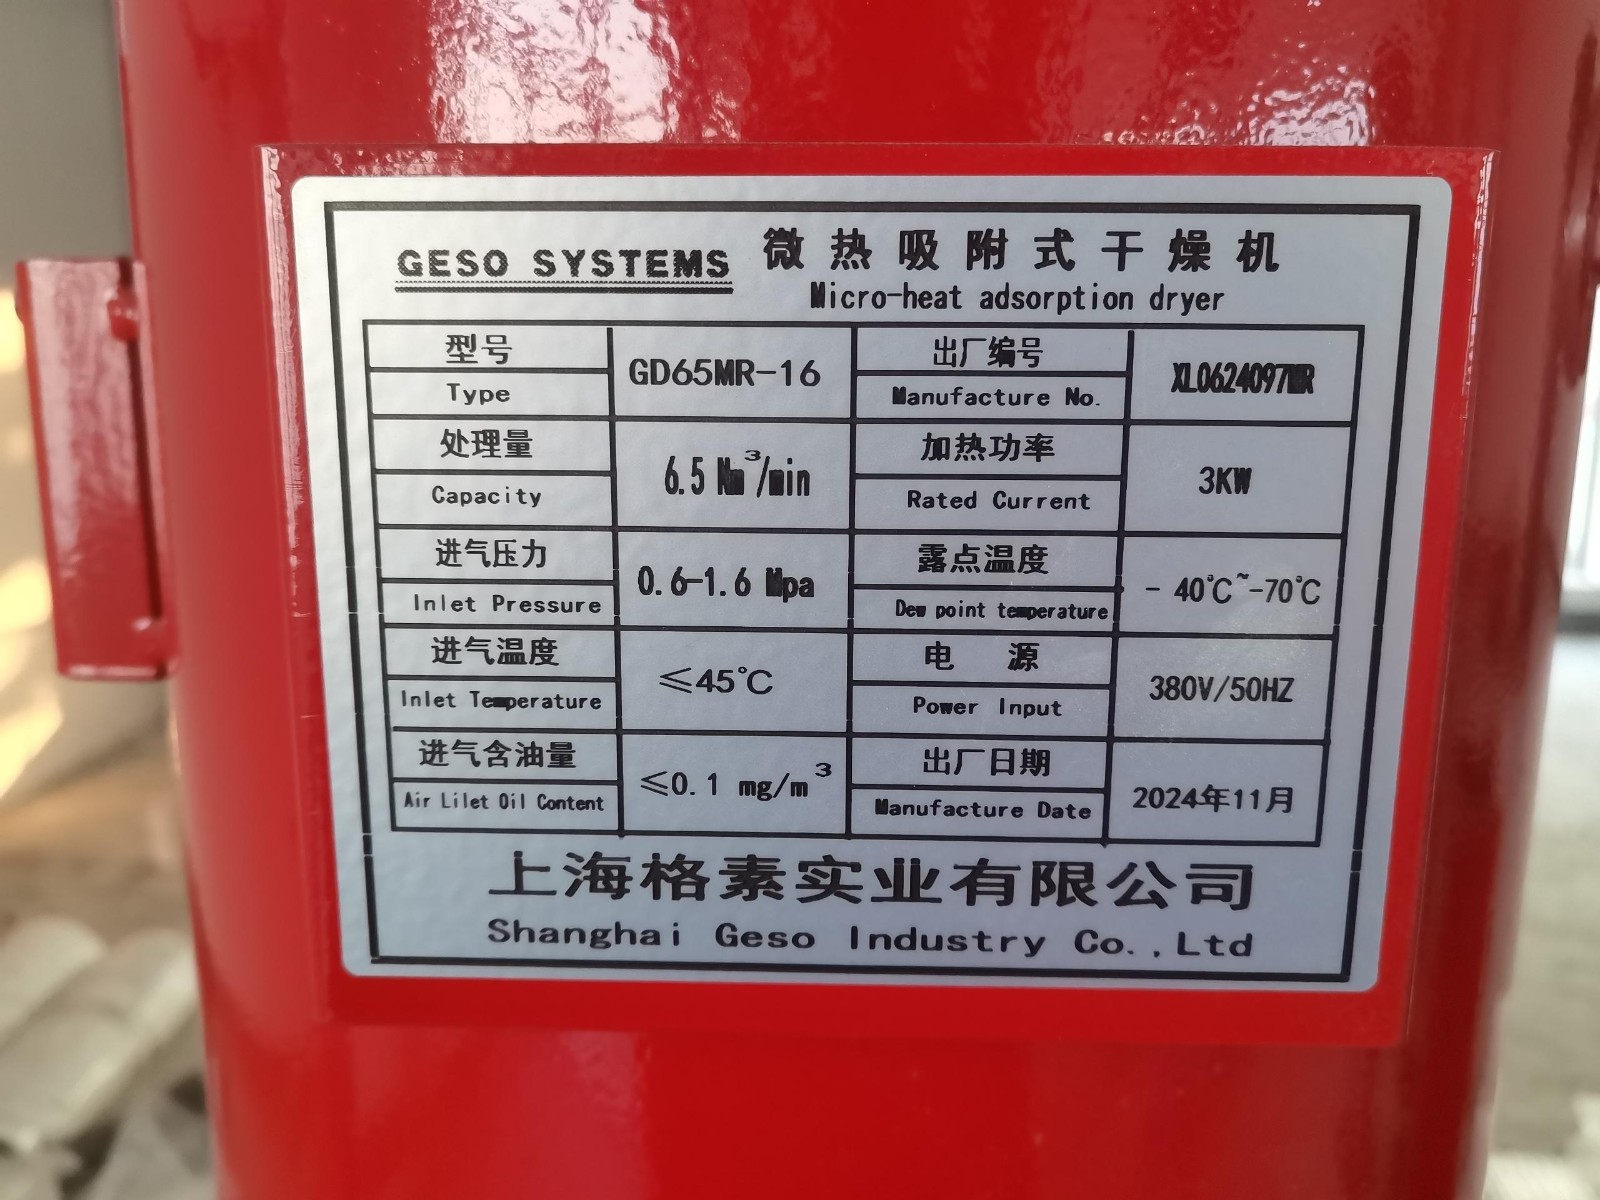 GESO SYSTEMS 微热吸附式干燥机
Micro-heat adsorption dryer
型号
Type
GD65MR-16
出厂编号
Manufacture No.
XL0624097MR
处理量
Capacity
6.5 Nm³/min
加热功率
Rated Current
3KW
进气压力
Inlet Pressure
0.6-1.6 Mpa
露点温度
Dew point temperature
- 40℃~-70℃
进气温度
Inlet Temperature
≤45℃
电 源
Power Input
380V/50HZ
进气含油量
Air Lilet Oil Content
≤0.1 mg/m³
出厂日期
Manufacture Date
2024年11月
上海格素实业有限公司
Shanghai Geso Industry Co.,Ltd